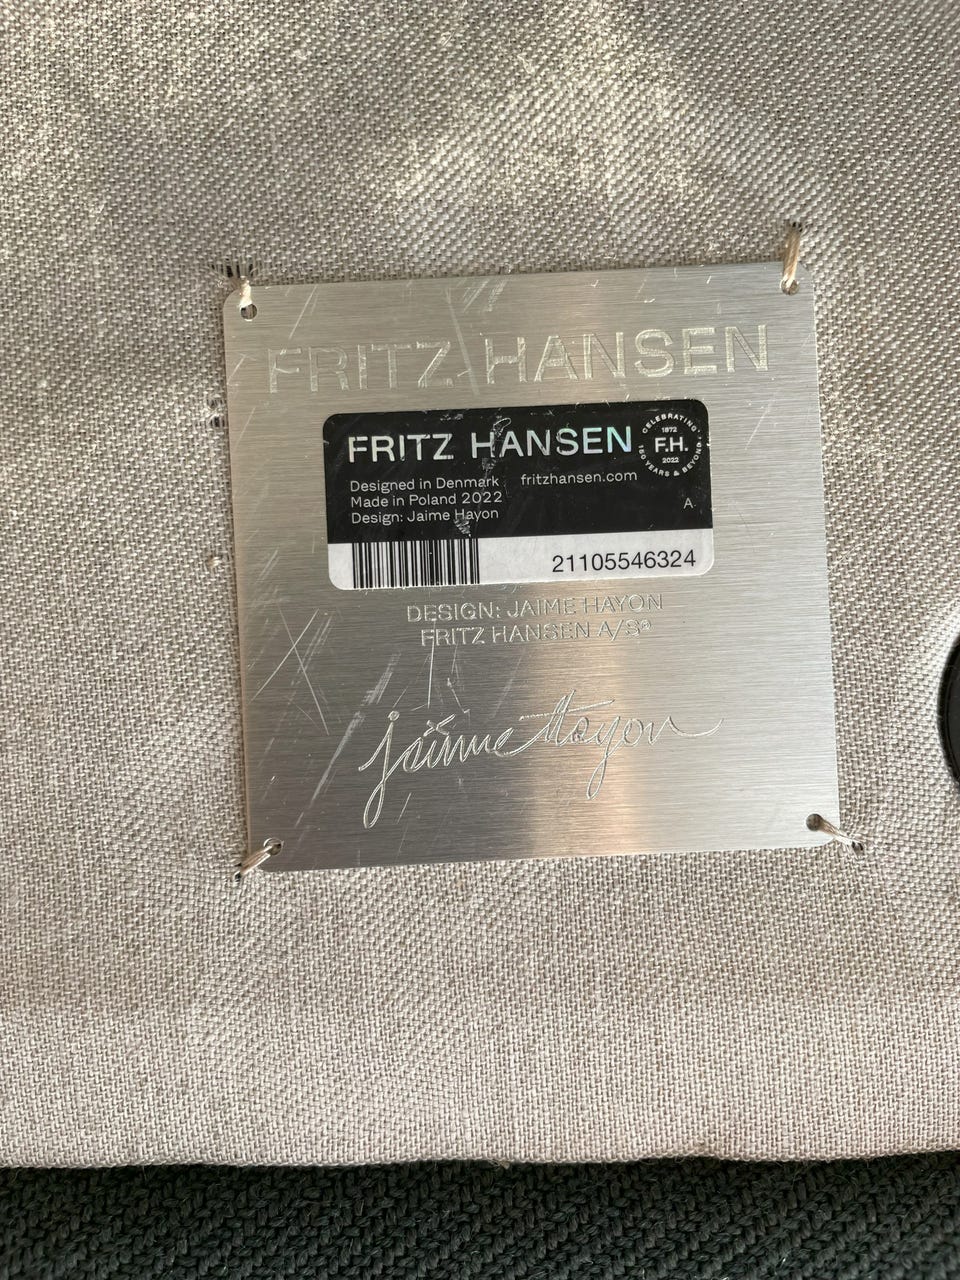 FRITZ HANSEN
FRITZ HANSEN
CELEBRATING
1872
F.H.
2022
150 YEARS & BEYOND
Designed in Denmark fritzhansen.com
Made in Poland 2022
Design: Jaime Hayon
A
21105546324
DESIGN: JAIME HAYON
FRITZ HANSEN A/S®
jaime Hayon